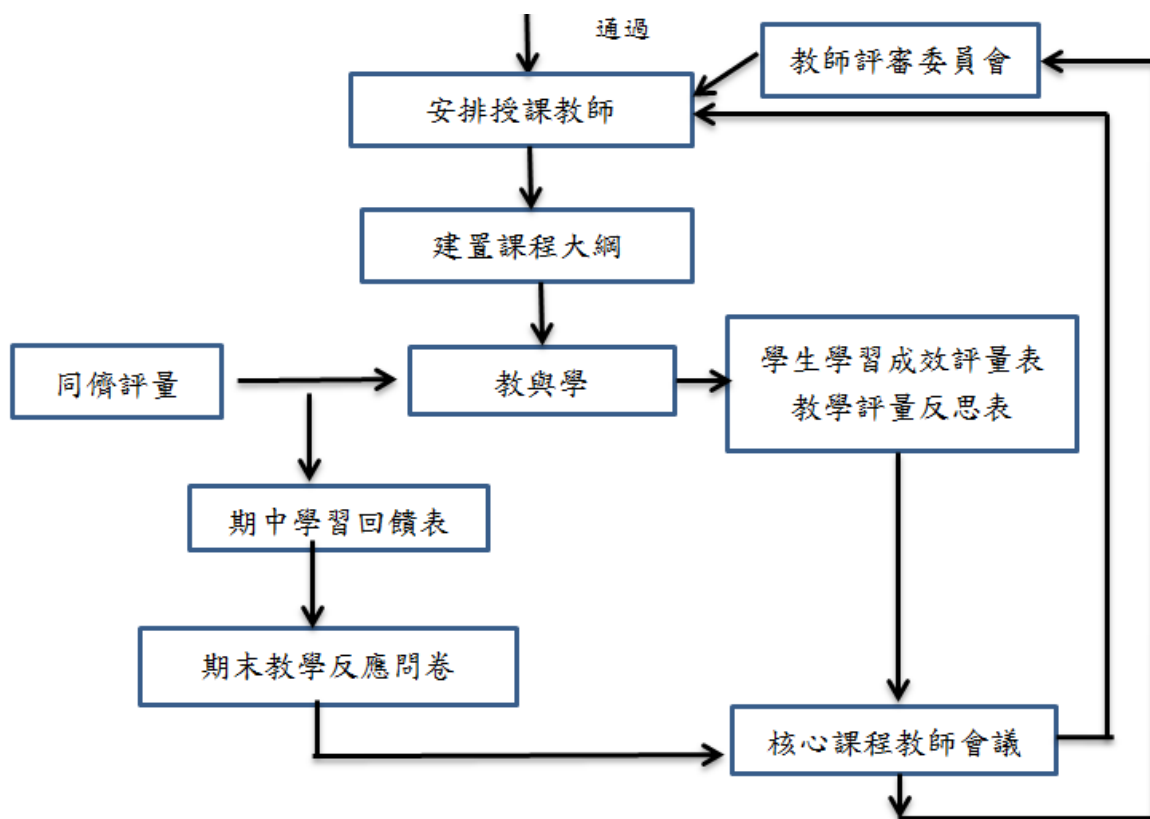 通過
教師評審委員會
安排授課教師
建置課程大綱
同儕評量
教與學
學生學習成效評量表
教學評量反思表
期中學習回饋表
期末教學反應問卷
核心課程教師會議